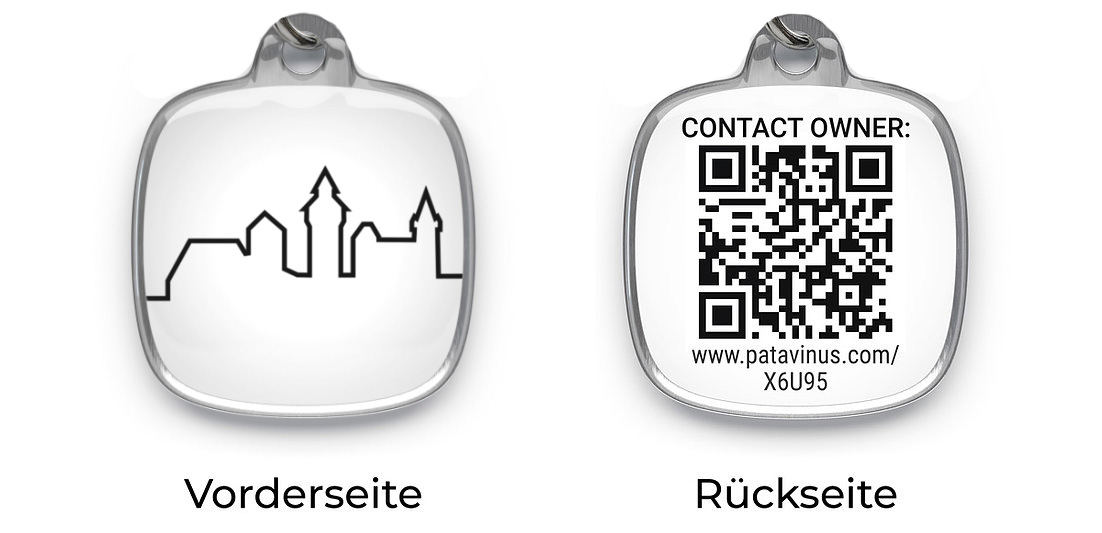 CONTACT OWNER:
www.patavinus.com/
X6U95
Vorderseite
Rückseite